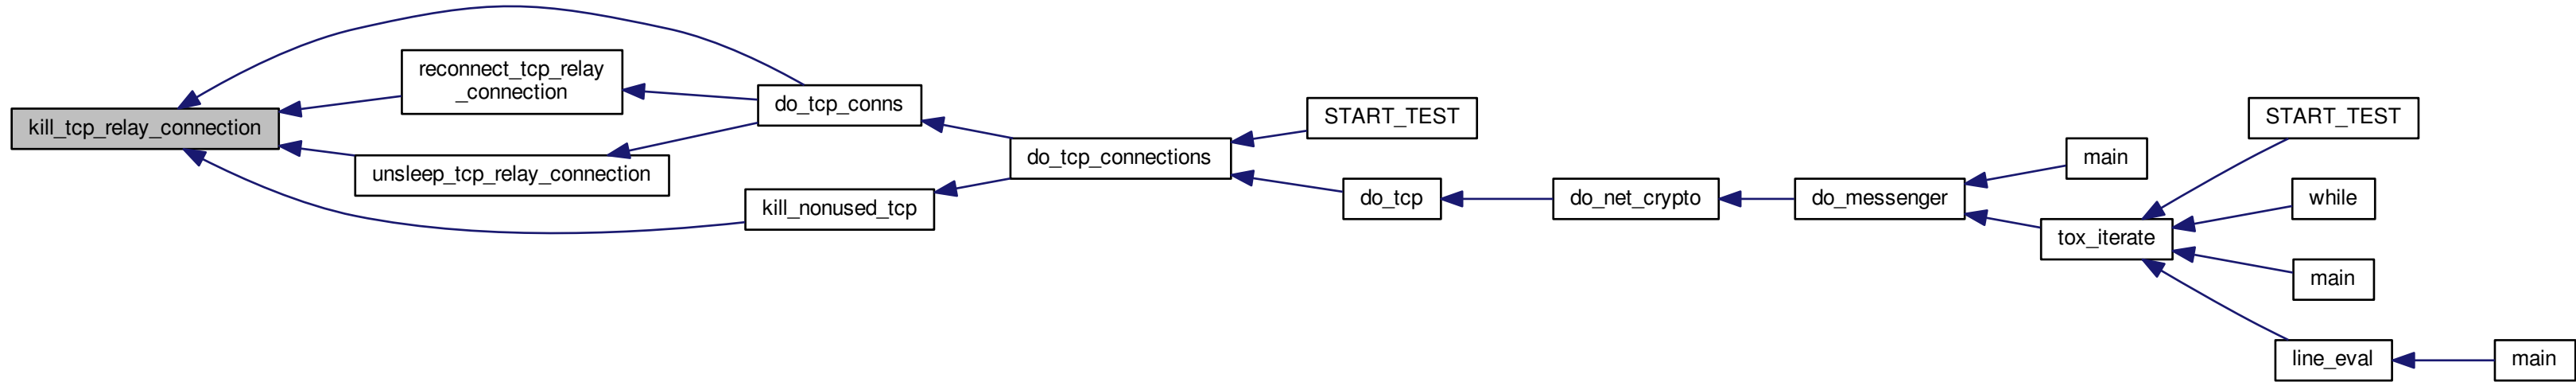 kill_tcp_relay_connection
reconnect_tcp_relay
_connection
unsleep_tcp_relay_connection
do_tcp_conns
kill_nonused_tcp
do_tcp_connections
START_TEST
do_tcp
do_net_crypto
do_messenger
main
tox_iterate
START_TEST
while
main
line_eval
main